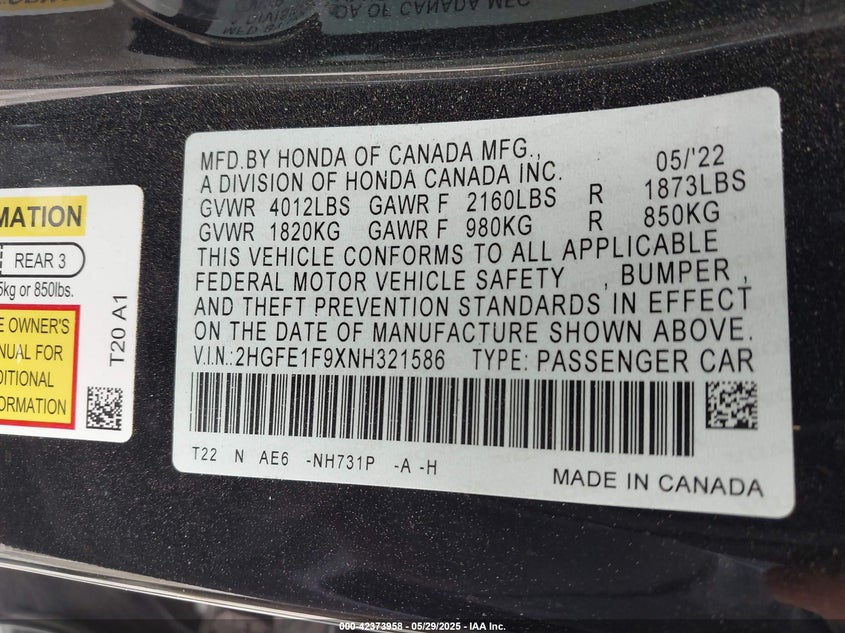 MFD.BY HONDA OF CANADA MFG., 05/'22
A DIVISION OF HONDA CANADA INC.
GVWR 4012LBS GAWR F 2160LBS R 1873LBS
GVWR 1820KG GAWR F 980KG R 850KG
THIS VEHICLE CONFORMS TO ALL APPLICABLE
FEDERAL MOTOR VEHICLE SAFETY , BUMPER ,
AND THEFT PREVENTION STANDARDS IN EFFECT
ON THE DATE OF MANUFACTURE SHOWN ABOVE.
V.I.N.:2HGFE1F9XNH321586 TYPE: PASSENGER CAR
T22 N AE6 -NH731P -A -H
MADE IN CANADA
MATION
REAR 3
5kg or 850lbs.
E OWNER'S
NUAL FOR
DITIONAL
FORMATION
T20 A1
000-42373958 - 05/29/2025 - IAA Inc.